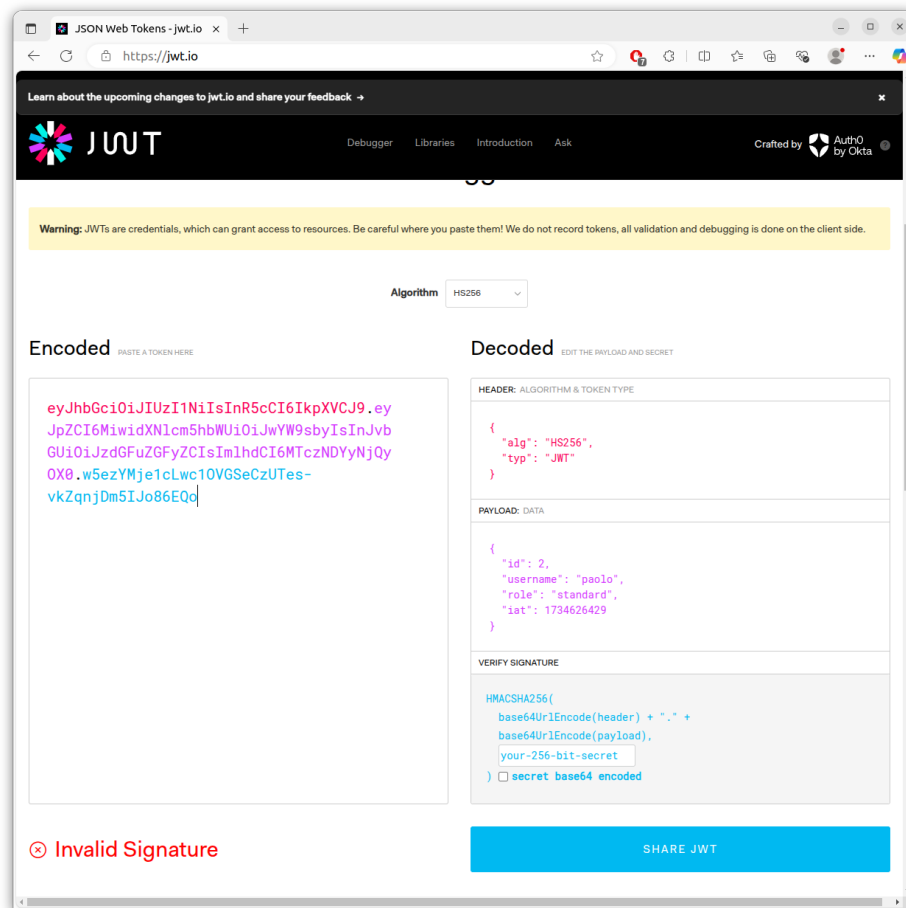 JSON Web Tokens - jwt.io
https://jwt.io
7
Learn about the upcoming changes to jwt.io and share your feedback →
JWT
Debugger Libraries Introduction Ask
Crafted by Auth0 by Okta
Warning: JWTs are credentials, which can grant access to resources. Be careful where you paste them! We do not record tokens, all validation and debugging is done on the client side.
Algorithm HS256
Encoded PASTE A TOKEN HERE
eyJhbGciOiJIUzI1NiIsInR5cCI6IkpXVCJ9.ey
JpZCI6MiwidXNlcm5hbWUiOiJwYW9sbyIsInJvb
GUiOiJzdGFuZGFyZCIsImlhdCI6MTczNDYyNjQy
OX0.w5ezYMje1cLwc1OVGSeCzUTes-
vkZqnjDm5IJo86EQo
Decoded EDIT THE PAYLOAD AND SECRET
HEADER: ALGORITHM & TOKEN TYPE
{
"alg": "HS256",
"typ": "JWT"
}
PAYLOAD: DATA
{
"id": 2,
"username": "paolo",
"role": "standard",
"iat": 1734626429
}
VERIFY SIGNATURE
HMACSHA256(
base64UrlEncode(header) + "." +
base64UrlEncode(payload),
your-256-bit-secret
) secret base64 encoded
Invalid Signature
SHARE JWT